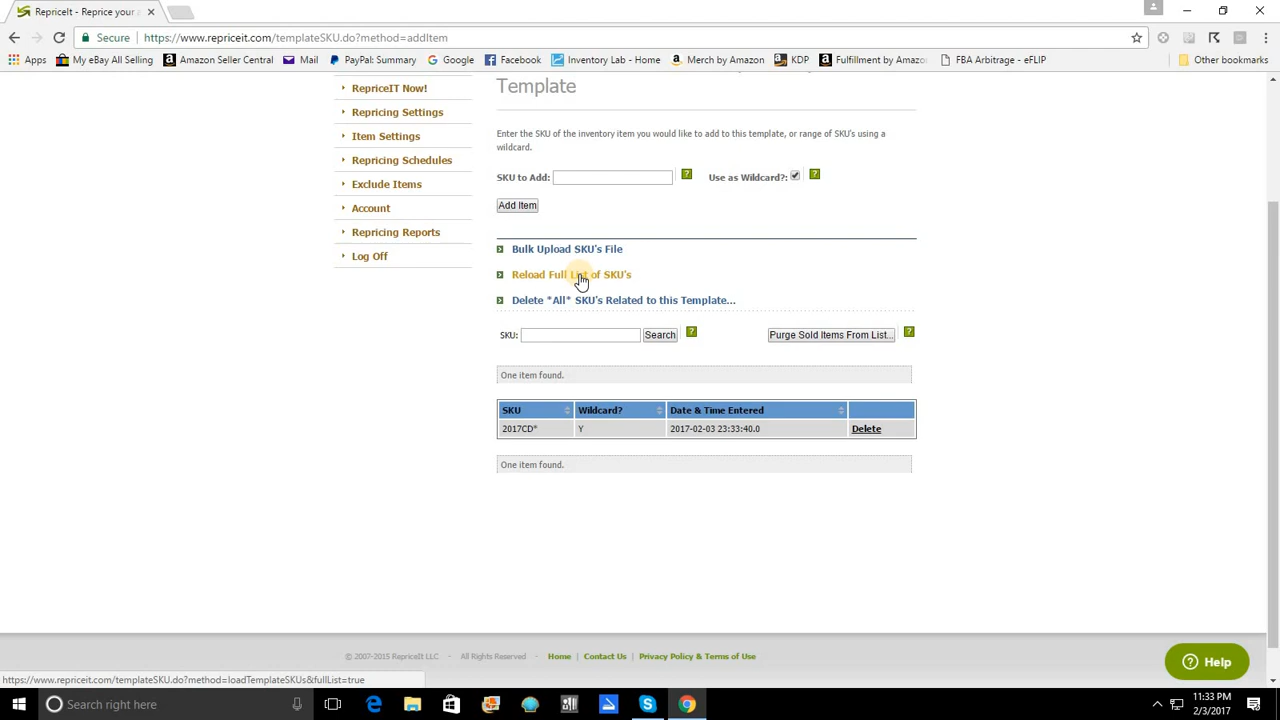 RepriceIt - Reprice your a
Secure https://www.repriceit.com/templateSKU.do?method=addItem
Apps My eBay All Selling Amazon Seller Central Mail PayPal: Summary Google Facebook Inventory Lab - Home Merch by Amazon KDP Fulfillment by Amazon FBA Arbitrage - eFLIP Other bookmarks
RepriceIT Now!
Repricing Settings
Item Settings
Repricing Schedules
Exclude Items
Account
Repricing Reports
Log Off
Template
Enter the SKU of the inventory item you would like to add to this template, or range of SKU's using a
wildcard.
SKU to Add: ? Use as Wildcard?: ?
Add Item
Bulk Upload SKU's File
Reload Full List of SKU's
Delete *All* SKU's Related to this Template...
SKU: Search ? Purge Sold Items From List... ?
One item found.
SKU Wildcard? Date & Time Entered
2017CD* Y 2017-02-03 23:33:40.0 Delete
One item found.
© 2007-2015 RepriceIt LLC - All Rights Reserved - Home - Contact Us - Privacy Policy & Terms of Use
? Help
https://www.repriceit.com/templateSKU.do?method=loadTemplateSKUs&fullList=true
Search right here
11:33 PM
2/3/2017